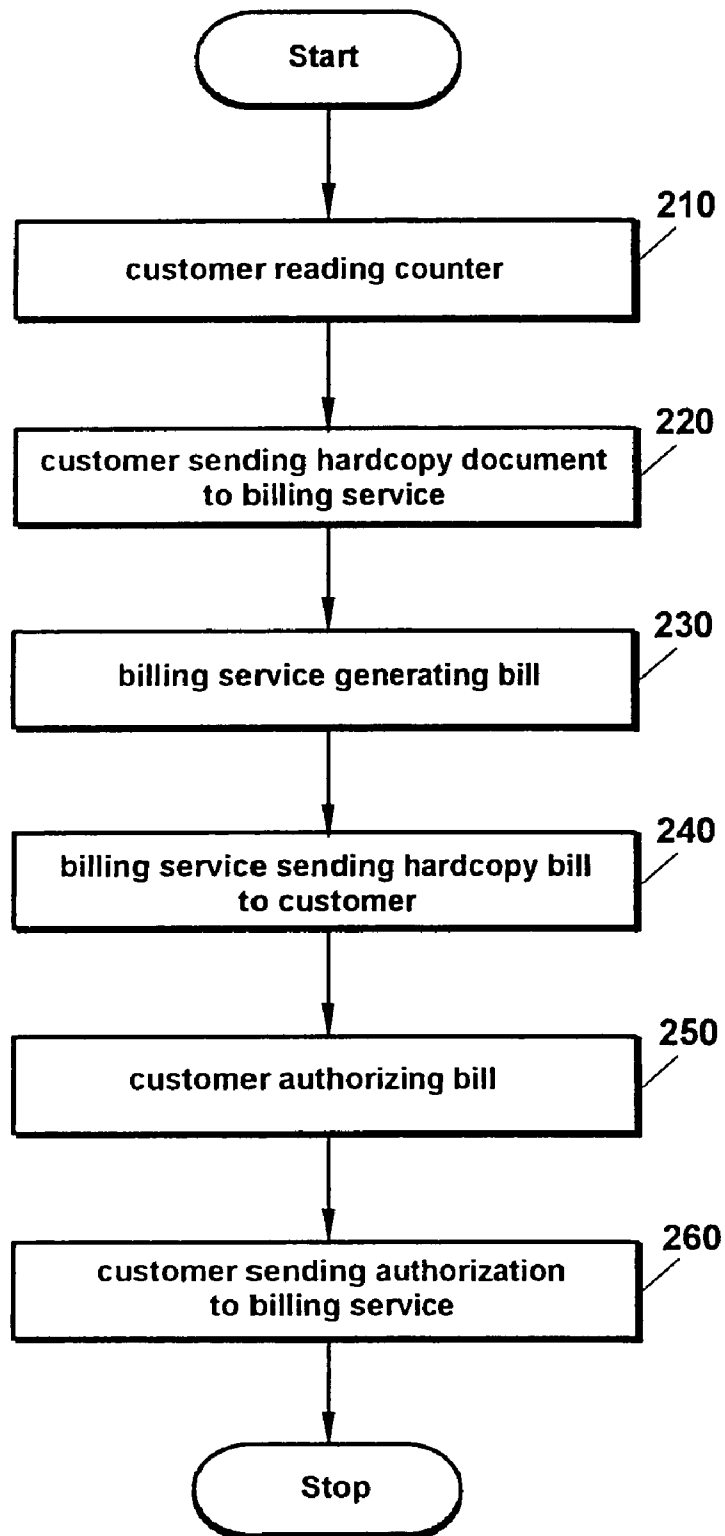 Start
210
customer reading counter
220
customer sending hardcopy document
to billing service
230
billing service generating bill
240
billing service sending hardcopy bill
to customer
250
customer authorizing bill
260
customer sending authorization
to billing service
Stop